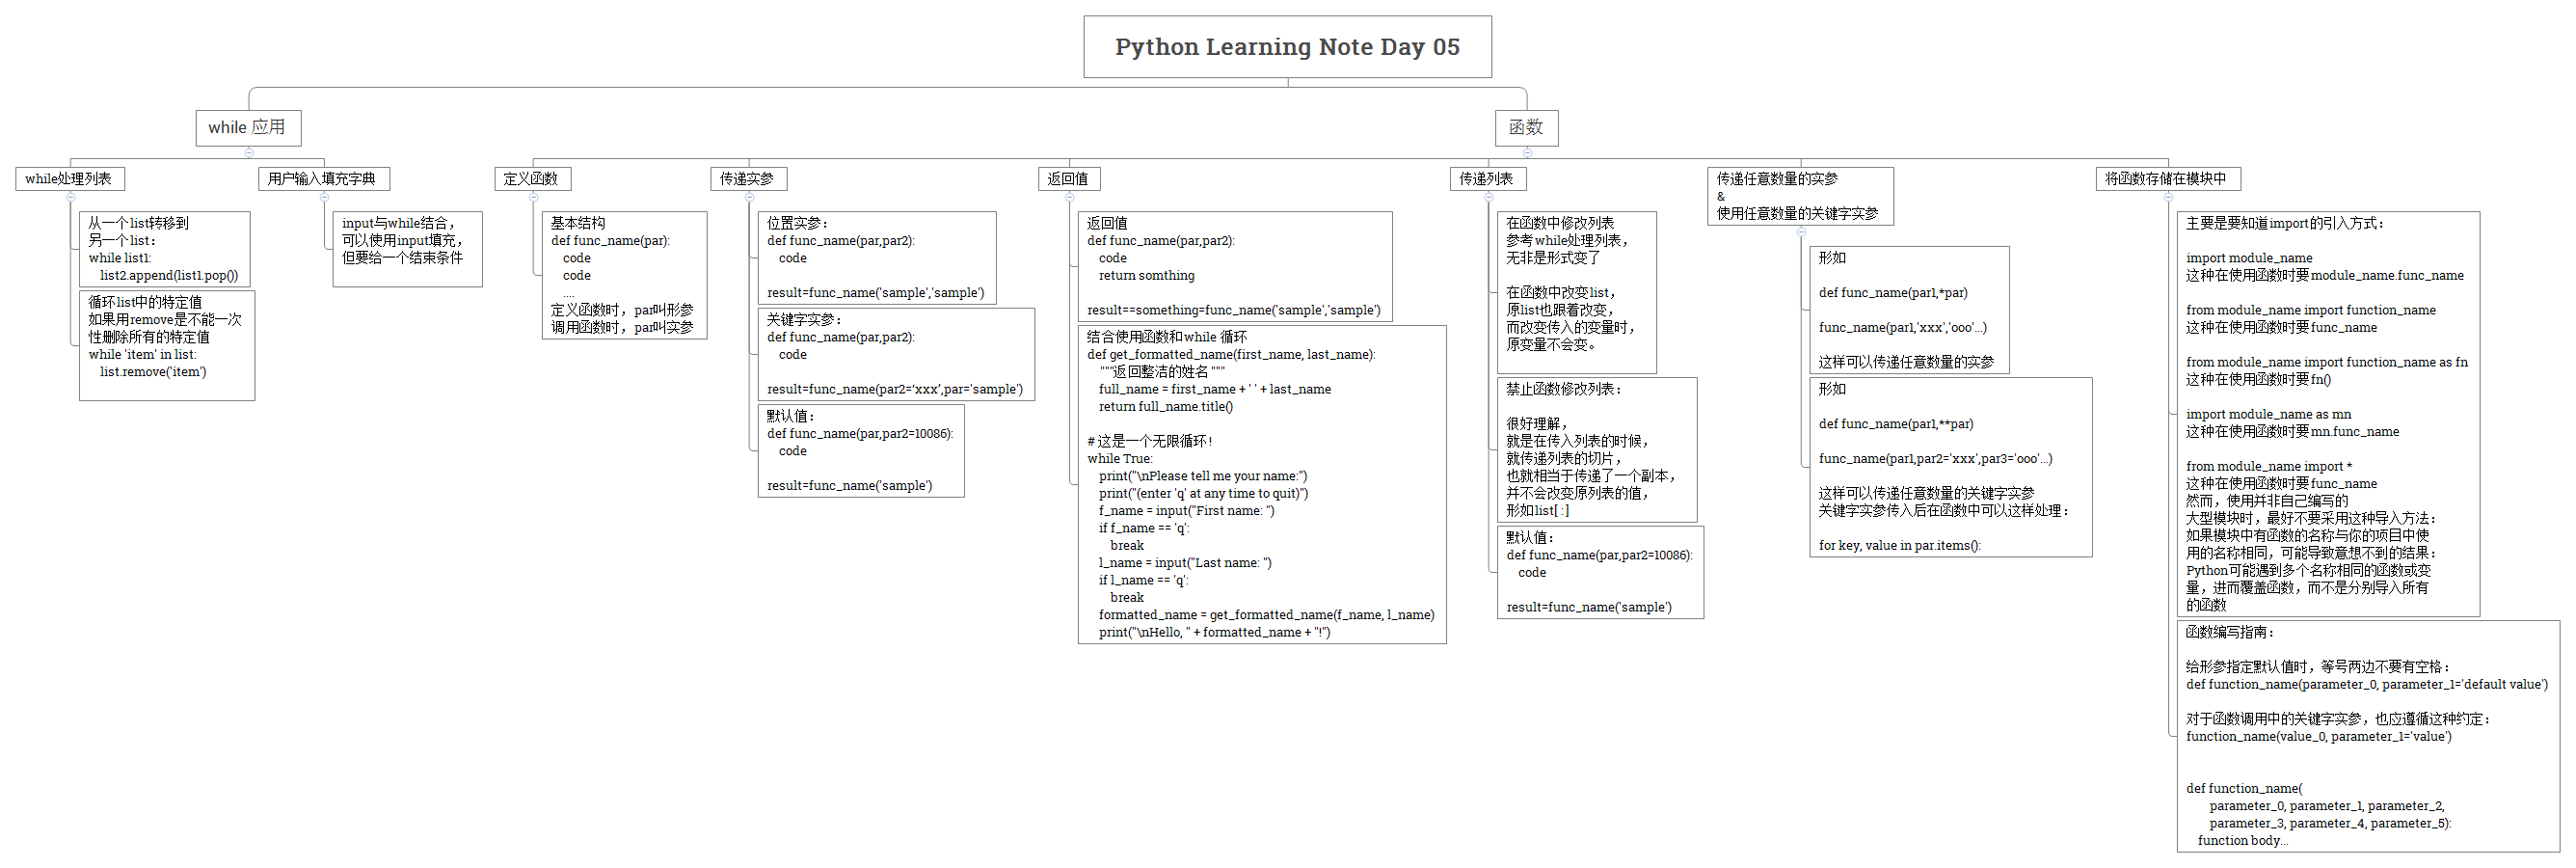 Python Learning Note Day 05
while 应用
while处理列表
从一个list转移到
另一个list：
while list1:
    list2.append(list1.pop())
循环list中的特定值
如果用remove是不能一次
性删除所有的特定值
while 'item' in list:
    list.remove('item')
用户输入填充字典
input与while结合，
可以使用input填充，
但要给一个结束条件
函数
定义函数
基本结构
def func_name(par):
    code
    code
    ....
定义函数时，par叫形参
调用函数时，par叫实参
传递实参
位置实参：
def func_name(par,par2):
    code
result=func_name('sample','sample')
关键字实参：
def func_name(par,par2):
    code
result=func_name(par2='xxx',par='sample')
默认值：
def func_name(par,par2=10086):
    code
result=func_name('sample')
返回值
返回值
def func_name(par,par2):
    code
    return somthing
result==something=func_name('sample','sample')
结合使用函数和while 循环
def get_formatted_name(first_name, last_name):
    """返回整洁的姓名 """
    full_name = first_name + ' ' + last_name
    return full_name.title()
# 这是一个无限循环!
while True:
    print("\nPlease tell me your name:")
    print("(enter 'q' at any time to quit)")
    f_name = input("First name: ")
    if f_name == 'q':
        break
    l_name = input("Last name: ")
    if l_name == 'q':
        break
    formatted_name = get_formatted_name(f_name, l_name)
    print("\nHello, " + formatted_name + "!")
传递列表
在函数中修改列表
参考while处理列表，
无非是形式变了
在函数中改变list，
原list也跟着改变，
而改变传入的变量时，
原变量不会变。
禁止函数修改列表：
很好理解，
就是在传入列表的时候，
就传递列表的切片，
也就相当于传递了一个副本，
并不会改变原列表的值，
形如list[ : ]
默认值：
def func_name(par,par2=10086):
    code
result=func_name('sample')
传递任意数量的实参
&
使用任意数量的关键字实参
形如
def func_name(par1,*par)
func_name(par1,'xxx','ooo'...)
这样可以传递任意数量的实参
形如
def func_name(par1,**par)
func_name(par1,par2='xxx',par3='ooo'...)
这样可以传递任意数量的关键字实参
关键字实参传入后在函数中可以这样处理：
for key, value in par.items():
将函数存储在模块中
主要是要知道import的引入方式：
import module_name
这种在使用函数时要module_name.func_name
from module_name import function_name
这种在使用函数时要func_name
from module_name import function_name as fn
这种在使用函数时要fn()
import module_name as mn
这种在使用函数时要mn.func_name
from module_name import *
这种在使用函数时要func_name
然而，使用并非自己编写的
大型模块时，最好不要采用这种导入方法：
如果模块中有函数的名称与你的项目中使
用的名称相同，可能导致意想不到的结果：
Python可能遇到多个名称相同的函数或变
量，进而覆盖函数，而不是分别导入所有
的函数
函数编写指南：
给形参指定默认值时，等号两边不要有空格：
def function_name(parameter_0, parameter_1='default value')
对于函数调用中的关键字实参，也应遵循这种约定：
function_name(value_0, parameter_1='value')
def function_name(
        parameter_0, parameter_1, parameter_2,
        parameter_3, parameter_4, parameter_5):
    function body...